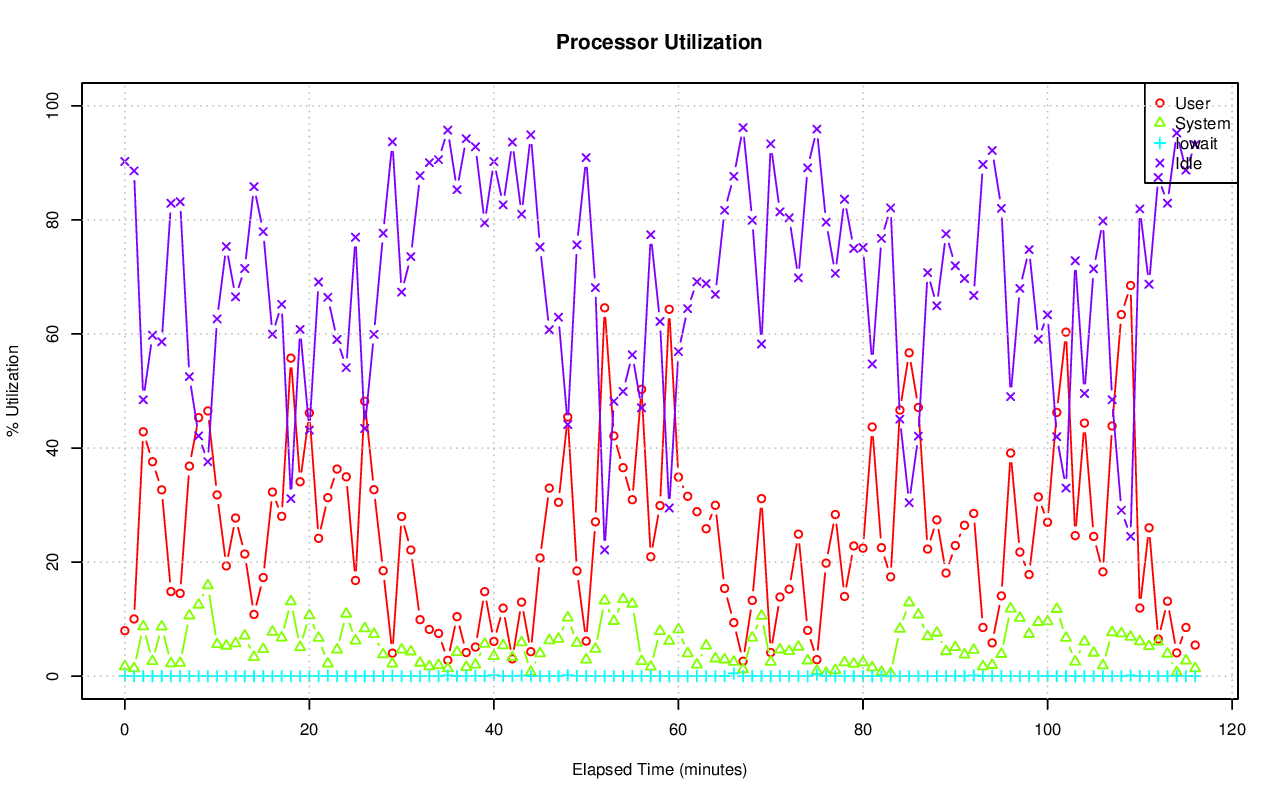 Processor Utilization
% Utilization
100
80
60
40
20
0
User
System
Iowait
Idle
0 20 40 60 80 100 120
Elapsed Time (minutes)